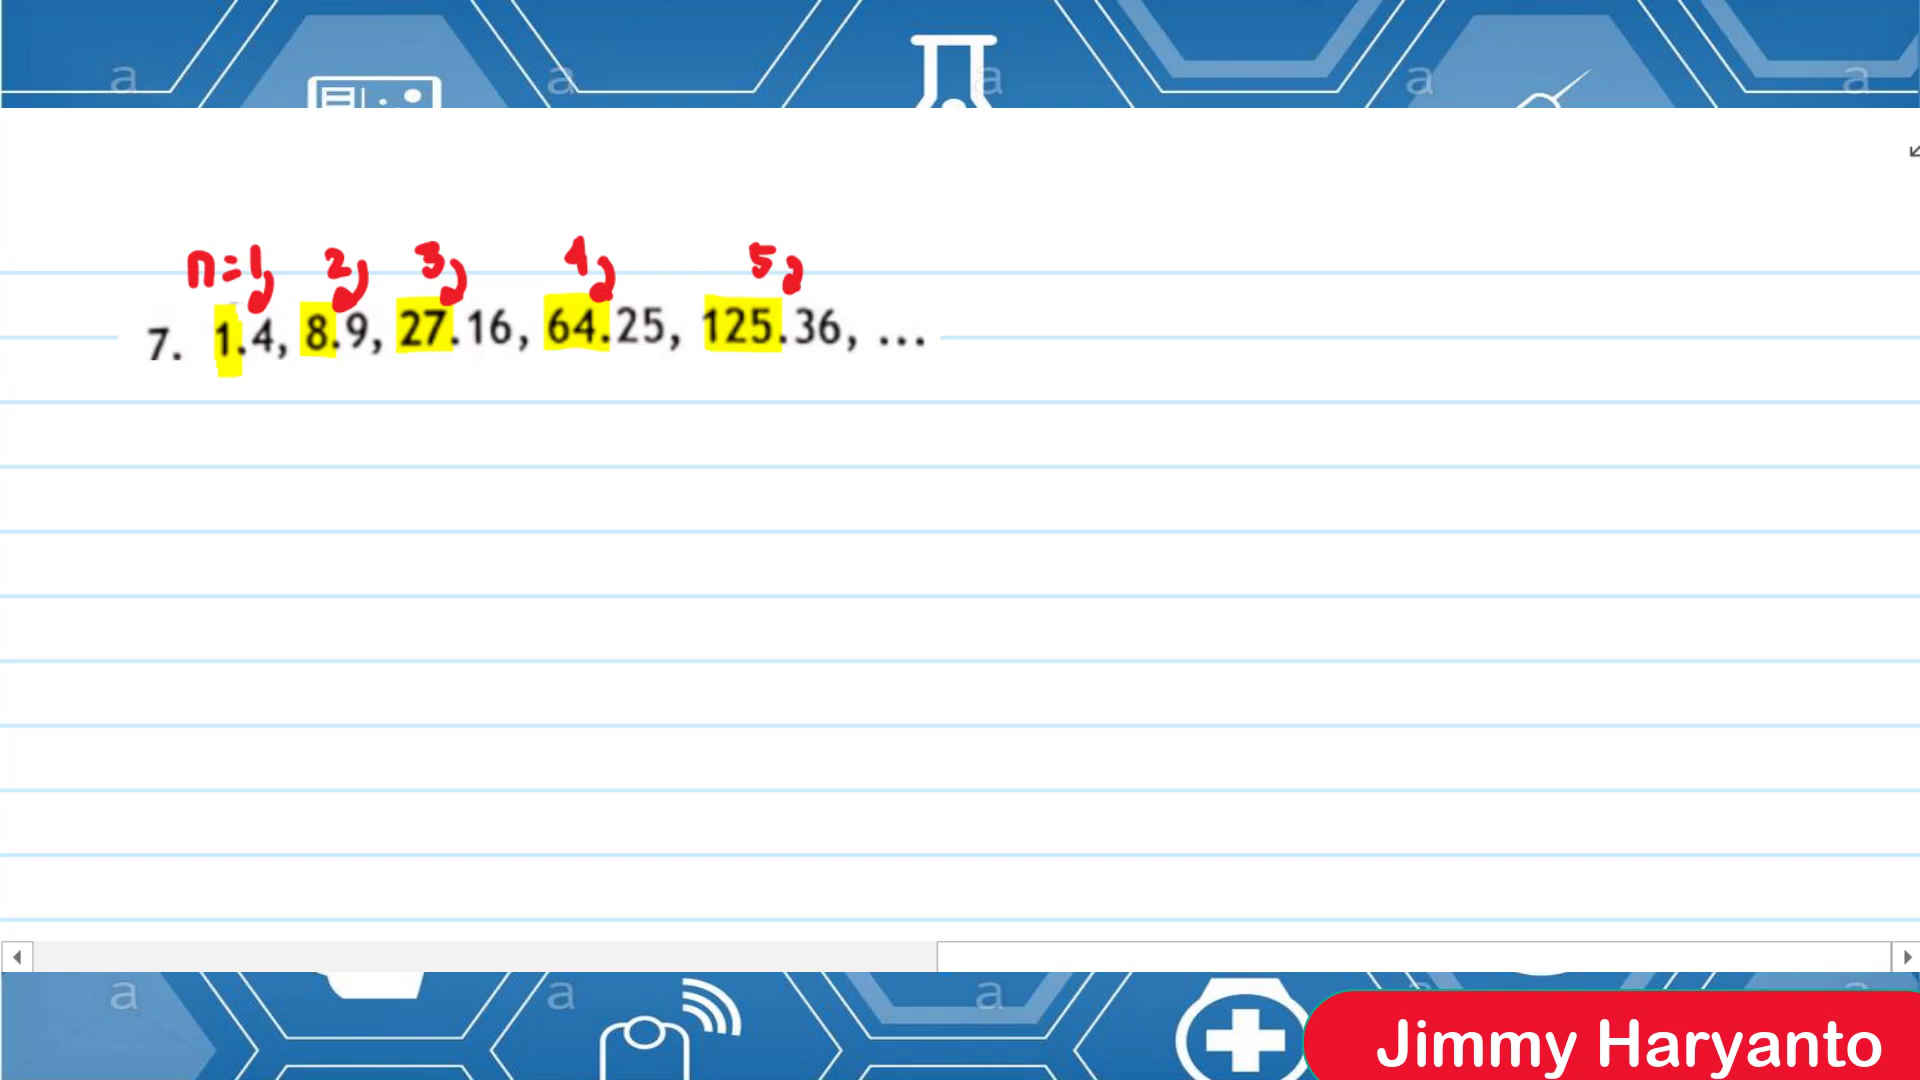 a a a a a
n=1, 2, 3, 4, 5,
7. 1.4, 8.9, 27.16, 64.25, 125.36, ...
a a a a a
Jimmy Haryanto